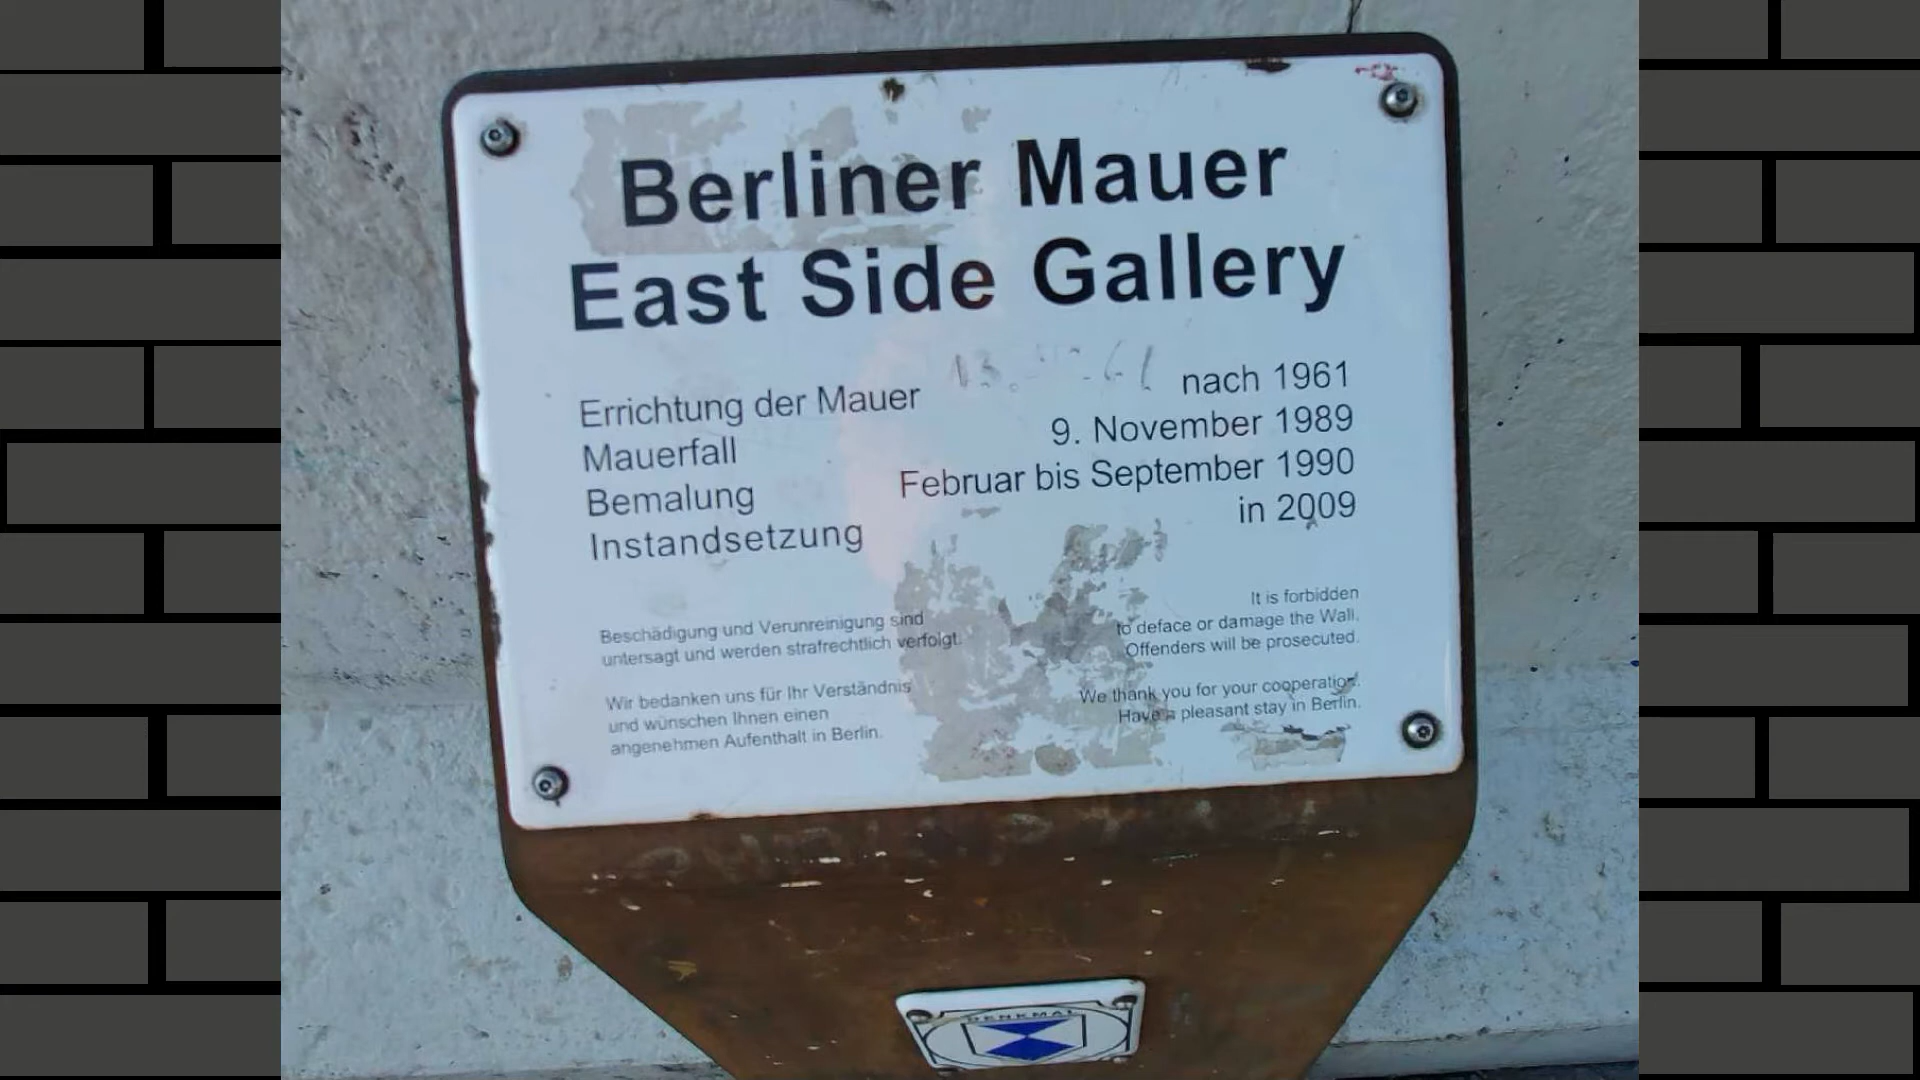 Berliner Mauer
East Side Gallery
Errichtung der Mauer nach 1961
Mauerfall 9. November 1989
Bemalung Februar bis September 1990
Instandsetzung in 2009
Beschädigung und Verunreinigung sind
untersagt und werden strafrechtlich verfolgt.
Wir bedanken uns für Ihr Verständnis
und wünschen Ihnen einen
angenehmen Aufenthalt in Berlin.
It is forbidden
to deface or damage the Wall.
Offenders will be prosecuted.
We thank you for your cooperation.
Have a pleasant stay in Berlin.
DENKMAL